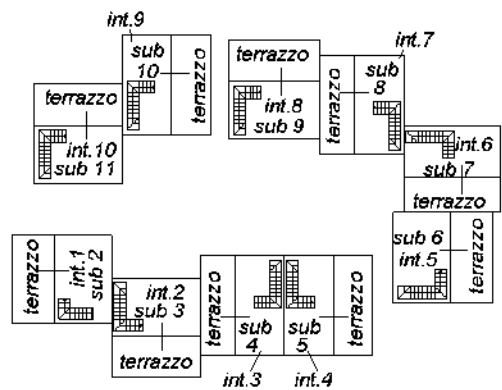 int.9
sub
10
terrazzo
terrazzo
int.10
sub 11
int.7
terrazzo
int.8
sub 9
terrazzo
sub
8
int.6
sub 7
terrazzo
sub 6
int.5
terrazzo
terrazzo
int.1
sub 2
int.2
sub 3
terrazzo
terrazzo
sub
4
int.3
sub
5
int.4
terrazzo